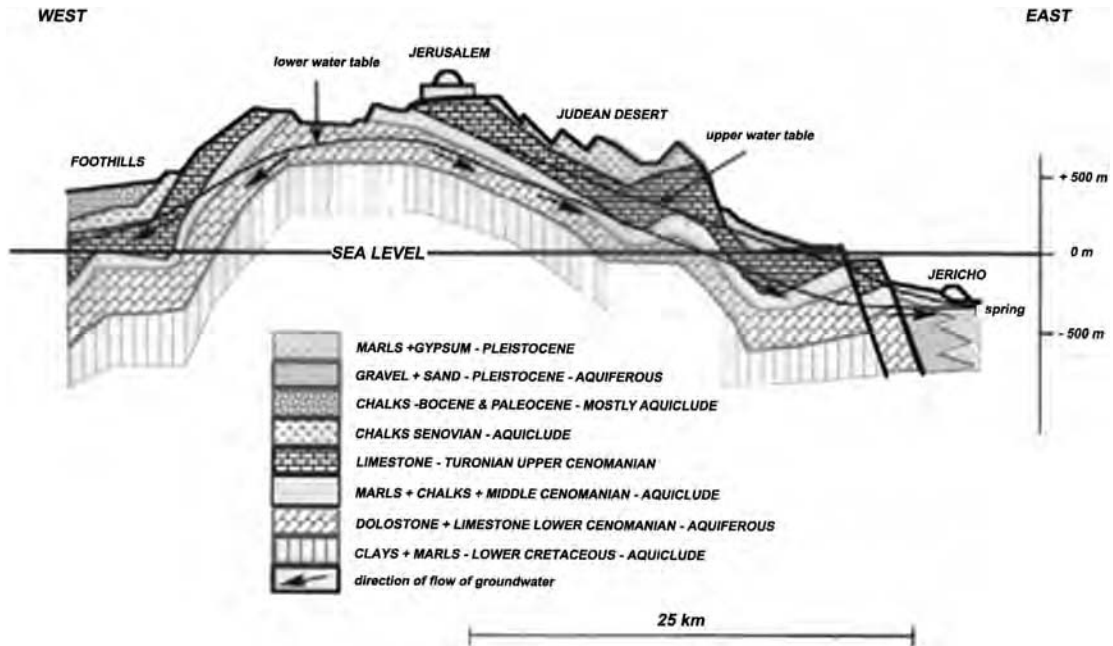 WEST
EAST
JERUSALEM
lower water table
JUDEAN DESERT
upper water table
FOOTHILLS
+ 500 m
SEA LEVEL
0 m
JERICHO
spring
- 500 m
MARLS +GYPSUM - PLEISTOCENE
GRAVEL + SAND - PLEISTOCENE - AQUIFEROUS
CHALKS -BOCENE & PALEOCENE - MOSTLY AQUICLUDE
CHALKS SENOVIAN - AQUICLUDE
LIMESTONE - TURONIAN UPPER CENOMANIAN
MARLS + CHALKS + MIDDLE CENOMANIAN - AQUICLUDE
DOLOSTONE + LIMESTONE LOWER CENOMANIAN - AQUIFEROUS
CLAYS + MARLS - LOWER CRETACEOUS - AQUICLUDE
direction of flow of groundwater
25 km